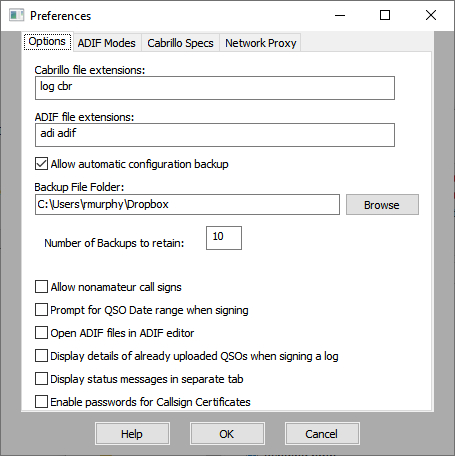 Preferences
Options ADIF Modes Cabrillo Specs Network Proxy
Cabrillo file extensions:
log cbr
ADIF file extensions:
adi adif
Allow automatic configuration backup
Backup File Folder:
C:\Users\rmurphy\Dropbox Browse
Number of Backups to retain: 10
Allow nonamateur call signs
Prompt for QSO Date range when signing
Open ADIF files in ADIF editor
Display details of already uploaded QSOs when signing a log
Display status messages in separate tab
Enable passwords for Callsign Certificates
Help OK Cancel